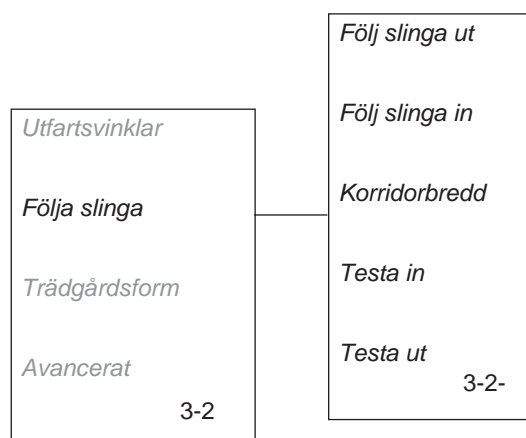 Utfartsvinklar
Följa slinga
Trädgårdsform
Avancerat
3-2
Följ slinga ut
Följ slinga in
Korridorbredd
Testa in
Testa ut
3-2-